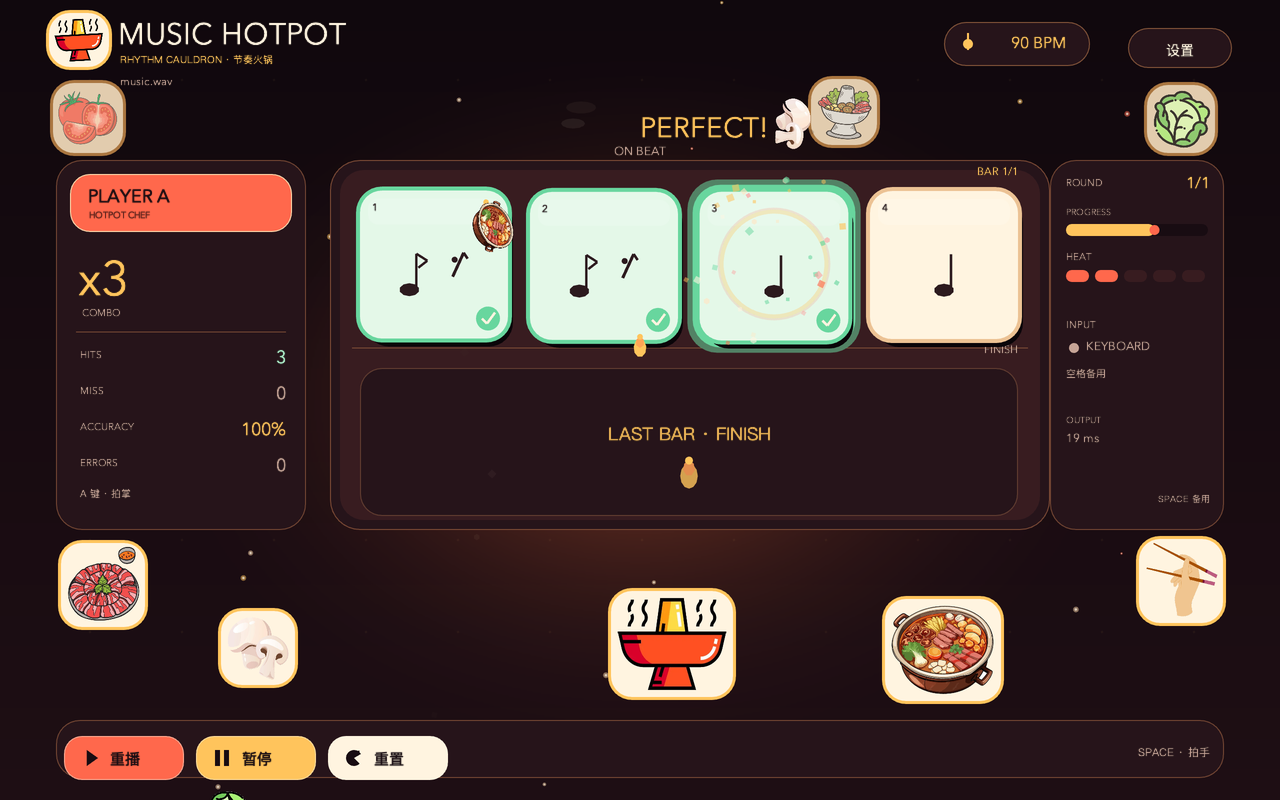 MUSIC HOTPOT
RHYTHM CAULDRON · 节奏火锅
music.wav
90 BPM
设置
PERFECT!
ON BEAT
PLAYER A
HOTPOT CHEF
x3
COMBO
HITS 3
MISS 0
ACCURACY 100%
ERRORS 0
A 键 · 拍掌
BAR 1/1
1
2
3
4
FINISH
LAST BAR · FINISH
ROUND 1/1
PROGRESS
HEAT
INPUT
KEYBOARD
空格备用
OUTPUT
19 ms
SPACE 备用
重播
暂停
重置
SPACE · 拍手